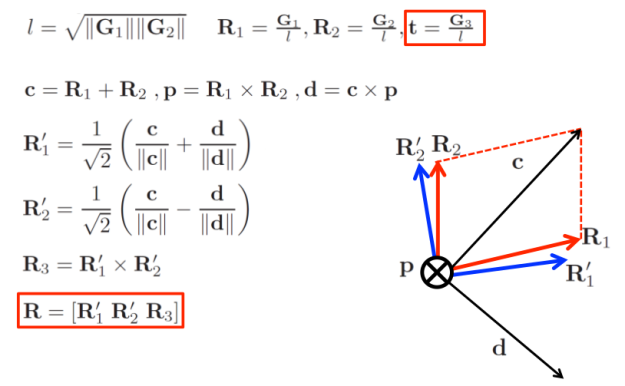 l = √‖G₁‖‖G₂‖ R₁ = G₁/l, R₂ = G₂/l, t = G₃/l
c = R₁ + R₂ , p = R₁ × R₂ , d = c × p
R′₁ = 1/√2 (c/‖c‖ + d/‖d‖)
R′₂ = 1/√2 (c/‖c‖ − d/‖d‖)
R₃ = R′₁ × R′₂
R = [R′₁ R′₂ R₃]
R′₂ R₂
c
R₁
p
R′₁
d